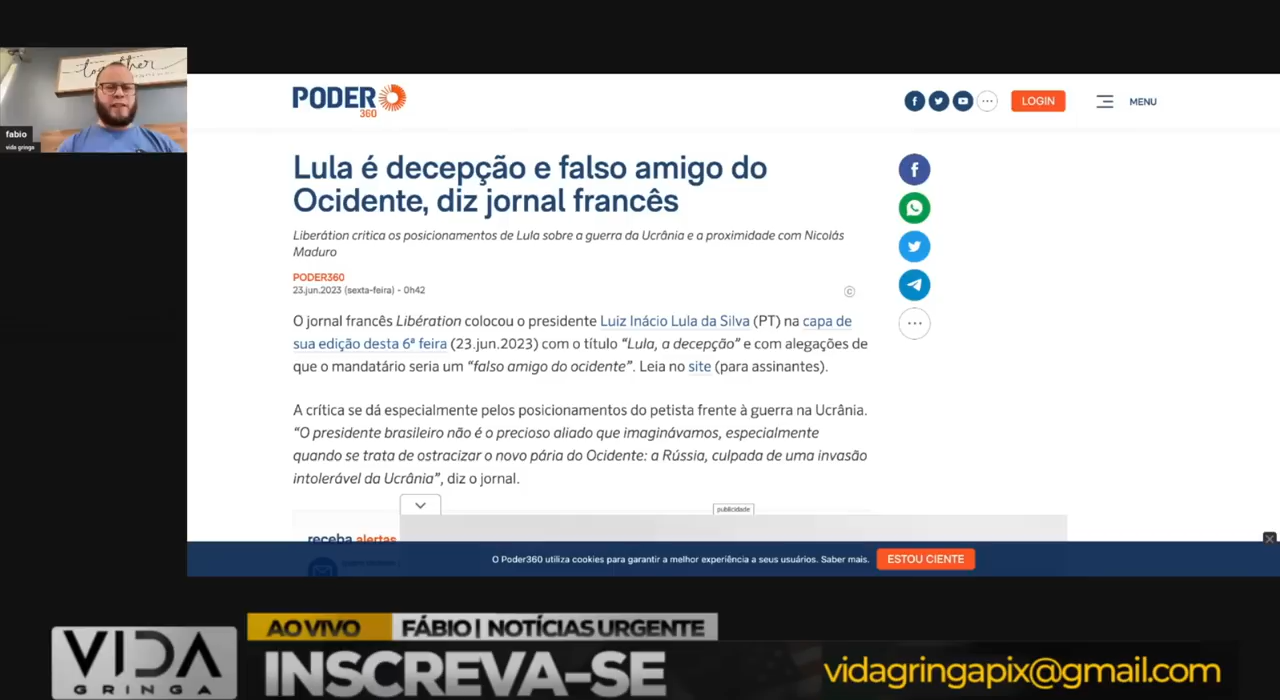 together
fabio
vida gringa
PODER
360
LOGIN
MENU
Lula é decepção e falso amigo do
Ocidente, diz jornal francês
Liberátion critica os posicionamentos de Lula sobre a guerra da Ucrânia e a proximidade com Nicolás
Maduro
PODER360
23.jun.2023 (sexta-feira) - 0h42
O jornal francês Libération colocou o presidente Luiz Inácio Lula da Silva (PT) na capa de
sua edição desta 6ª feira (23.jun.2023) com o título “Lula, a decepção” e com alegações de
que o mandatário seria um “falso amigo do ocidente”. Leia no site (para assinantes).
A crítica se dá especialmente pelos posicionamentos do petista frente à guerra na Ucrânia.
“O presidente brasileiro não é o precioso aliado que imaginávamos, especialmente
quando se trata de ostracizar o novo pária do Ocidente: a Rússia, culpada de uma invasão
intolerável da Ucrânia”, diz o jornal.
publicidade
receba alertas
O Poder360 utiliza cookies para garantir a melhor experiência a seus usuários. Saber mais.
ESTOU CIENTE
AO VIVO
FÁBIO | NOTÍCIAS URGENTE
VIDA
GRINGA
INSCREVA-SE
vidagringapix@gmail.com